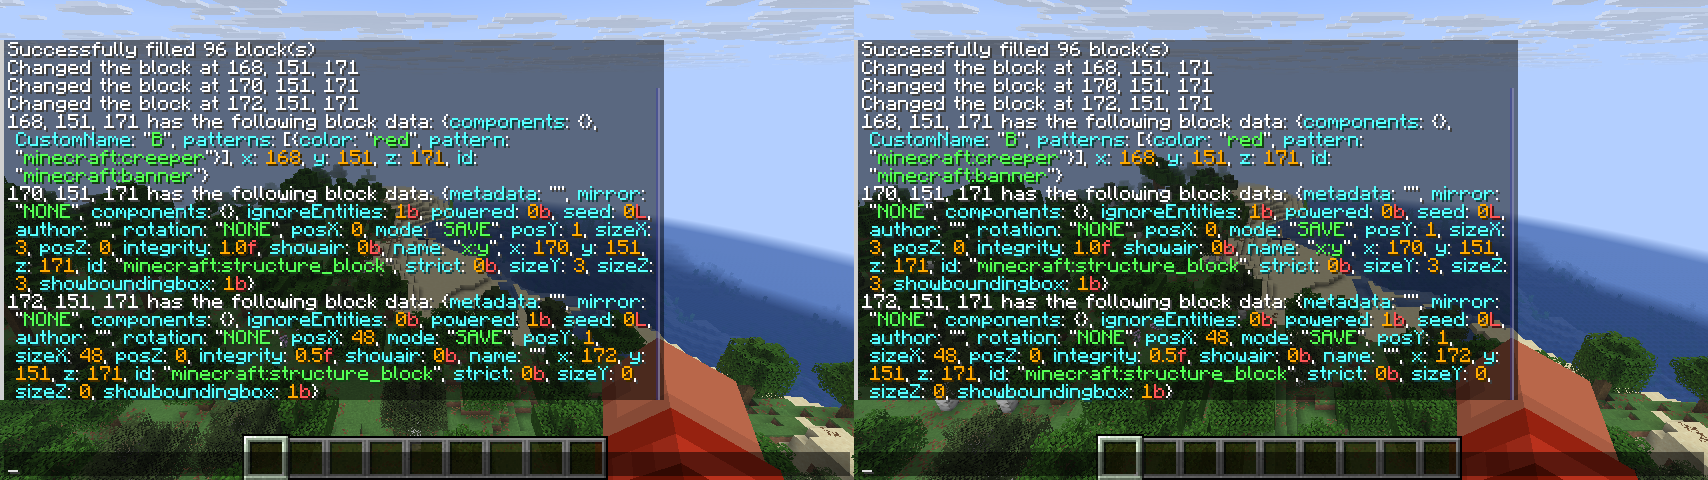 Successfully filled 96 block(s)
Changed the block at 168, 151, 171
Changed the block at 170, 151, 171
Changed the block at 172, 151, 171
168, 151, 171 has the following block data: {components: {},
CustomName: "B", patterns: [{color: "red", pattern:
"minecraft:creeper"}], x: 168, y: 151, z: 171, id:
"minecraft:banner"}
170, 151, 171 has the following block data: {metadata: "", mirror:
"NONE", components: {}, ignoreEntities: 1b, powered: 0b, seed: 0L,
author: "", rotation: "NONE", posX: 0, mode: "SAVE", posY: 1, sizeX:
3, posZ: 0, integrity: 1.0f, showair: 0b, name: "x:y", x: 170, y: 151,
z: 171, id: "minecraft:structure_block", strict: 0b, sizeY: 3, sizeZ:
3, showboundingbox: 1b}
172, 151, 171 has the following block data: {metadata: "", mirror:
"NONE", components: {}, ignoreEntities: 0b, powered: 1b, seed: 0L,
author: "", rotation: "NONE", posX: 48, mode: "SAVE", posY: 1,
sizeX: 48, posZ: 0, integrity: 0.5f, showair: 0b, name: "", x: 172, y:
151, z: 171, id: "minecraft:structure_block", strict: 0b, sizeY: 0,
sizeZ: 0, showboundingbox: 1b}
_
Successfully filled 96 block(s)
Changed the block at 168, 151, 171
Changed the block at 170, 151, 171
Changed the block at 172, 151, 171
168, 151, 171 has the following block data: {components: {},
CustomName: "B", patterns: [{color: "red", pattern:
"minecraft:creeper"}], x: 168, y: 151, z: 171, id:
"minecraft:banner"}
170, 151, 171 has the following block data: {metadata: "", mirror:
"NONE", components: {}, ignoreEntities: 1b, powered: 0b, seed: 0L,
author: "", rotation: "NONE", posX: 0, mode: "SAVE", posY: 1, sizeX:
3, posZ: 0, integrity: 1.0f, showair: 0b, name: "x:y", x: 170, y: 151,
z: 171, id: "minecraft:structure_block", strict: 0b, sizeY: 3, sizeZ:
3, showboundingbox: 1b}
172, 151, 171 has the following block data: {metadata: "", mirror:
"NONE", components: {}, ignoreEntities: 0b, powered: 1b, seed: 0L,
author: "", rotation: "NONE", posX: 48, mode: "SAVE", posY: 1,
sizeX: 48, posZ: 0, integrity: 0.5f, showair: 0b, name: "", x: 172, y:
151, z: 171, id: "minecraft:structure_block", strict: 0b, sizeY: 0,
sizeZ: 0, showboundingbox: 1b}
_